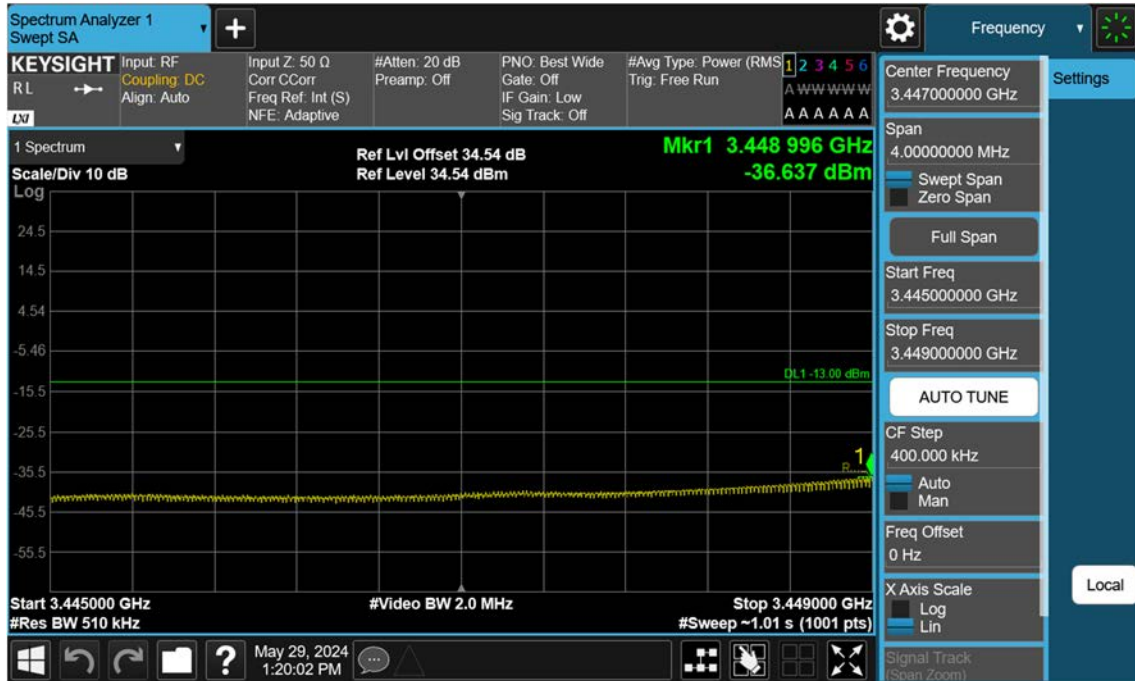 Spectrum Analyzer 1
Swept SA
+
Frequency
KEYSIGHT
RL
LXI
Input: RF
Coupling: DC
Align: Auto
Input Z: 50 Ω
Corr CCorr
Freq Ref: Int (S)
NFE: Adaptive
#Atten: 20 dB
Preamp: Off
PNO: Best Wide
Gate: Off
IF Gain: Low
Sig Track: Off
#Avg Type: Power (RMS
Trig: Free Run
1 2 3 4 5 6
A W W W W W
A A A A A A
1 Spectrum
Scale/Div 10 dB
Log
Ref Lvl Offset 34.54 dB
Ref Level 34.54 dBm
Mkr1 3.448 996 GHz
-36.637 dBm
24.5
14.5
4.54
-5.46
-15.5
-25.5
-35.5
-45.5
-55.5
DL1 -13.00 dBm
1
Start 3.445000 GHz
#Res BW 510 kHz
#Video BW 2.0 MHz
Stop 3.449000 GHz
#Sweep ~1.01 s (1001 pts)
May 29, 2024
1:20:02 PM
?
Center Frequency
3.447000000 GHz
Span
4.00000000 MHz
Swept Span
Zero Span
Full Span
Start Freq
3.445000000 GHz
Stop Freq
3.449000000 GHz
AUTO TUNE
CF Step
400.000 kHz
Auto
Man
Freq Offset
0 Hz
X Axis Scale
Log
Lin
Signal Track
(Span Zoom)
Settings
Local